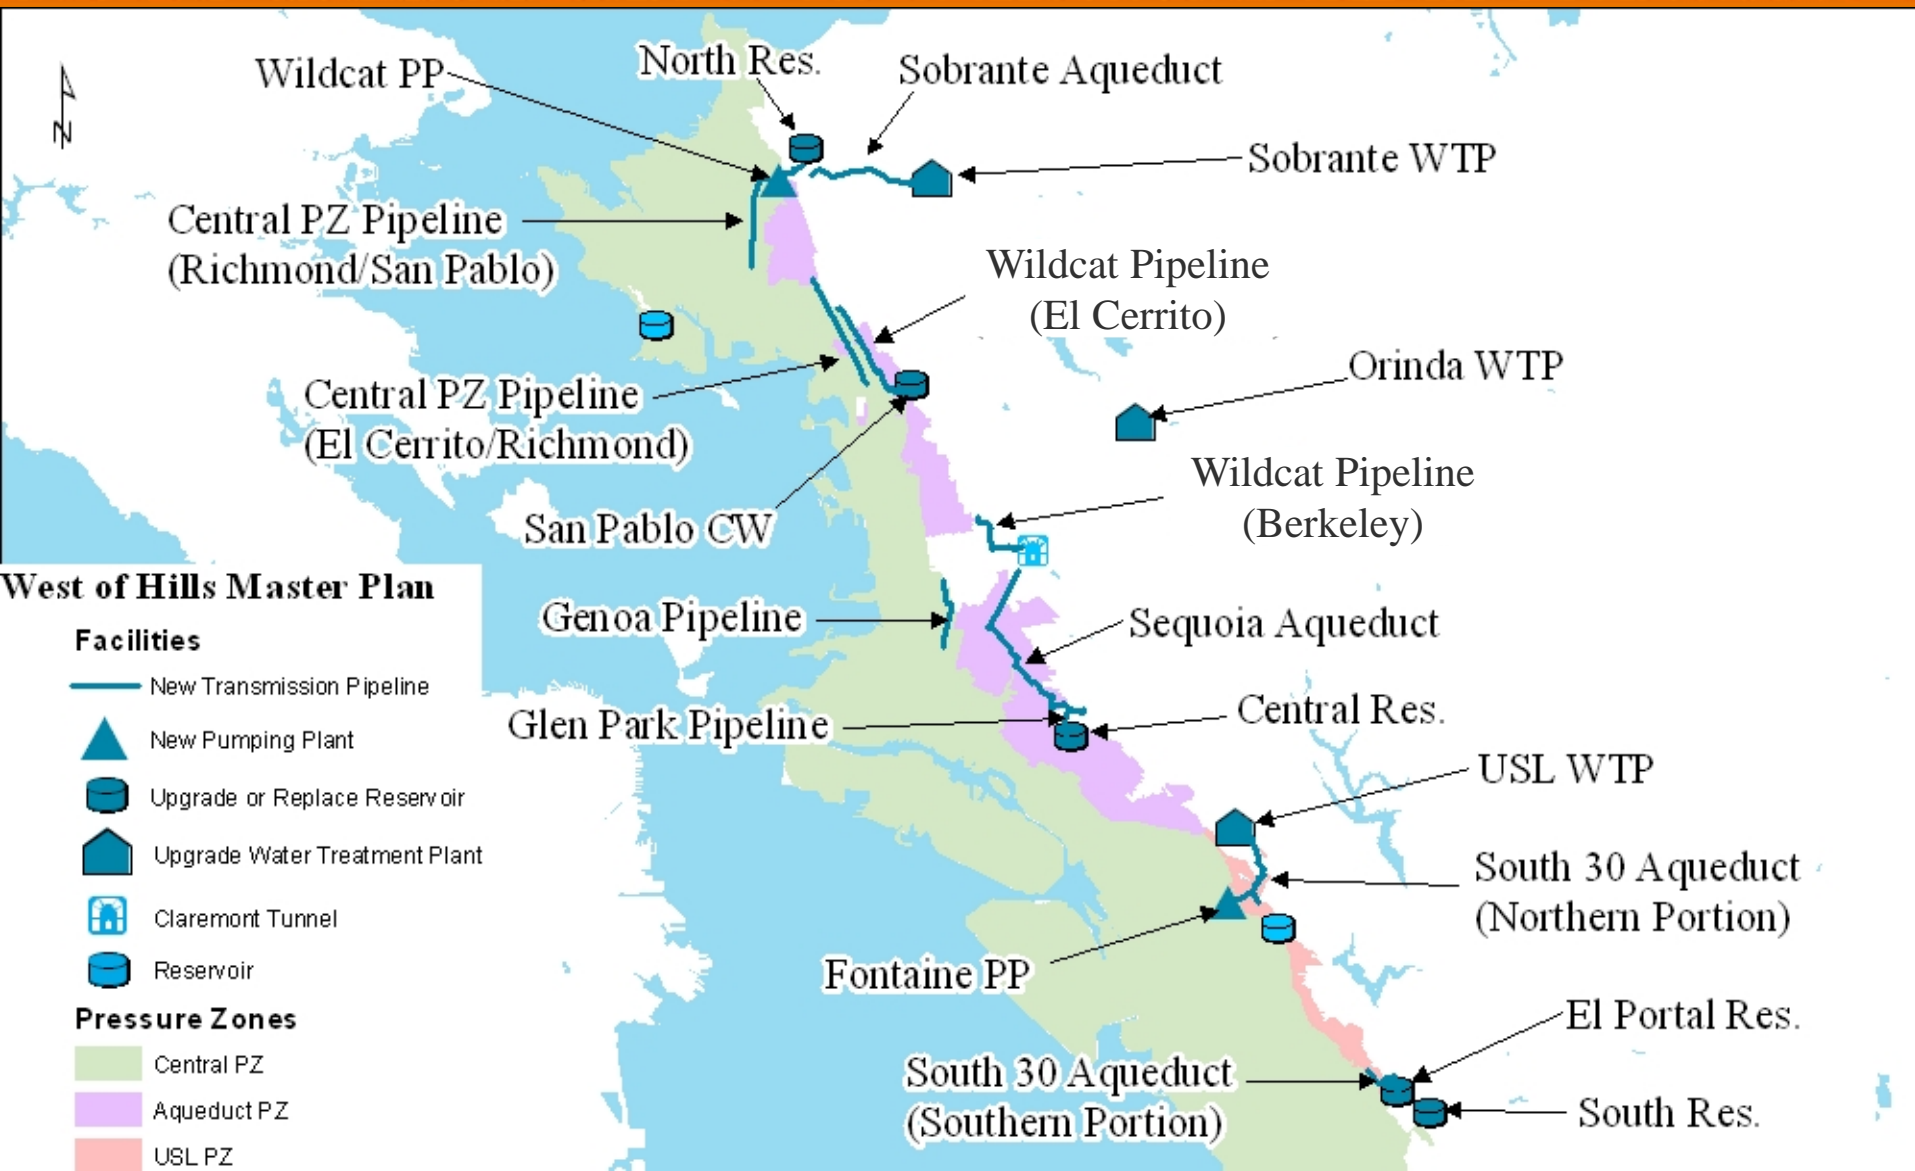 North Res.
Wildcat PP
Sobrante Aqueduct
N
Sobrante WTP
Central PZ Pipeline
(Richmond/San Pablo)
Wildcat Pipeline
(El Cerrito)
Orinda WTP
Central PZ Pipeline
(El Cerrito/Richmond)
Wildcat Pipeline
(Berkeley)
San Pablo CW
Genoa Pipeline
Sequoia Aqueduct
Glen Park Pipeline
Central Res.
USL WTP
South 30 Aqueduct
(Northern Portion)
Fontaine PP
El Portal Res.
South 30 Aqueduct
(Southern Portion)
South Res.
West of Hills Master Plan
Facilities
New Transmission Pipeline
New Pumping Plant
Upgrade or Replace Reservoir
Upgrade Water Treatment Plant
Claremont Tunnel
Reservoir
Pressure Zones
Central PZ
Aqueduct PZ
USL PZ